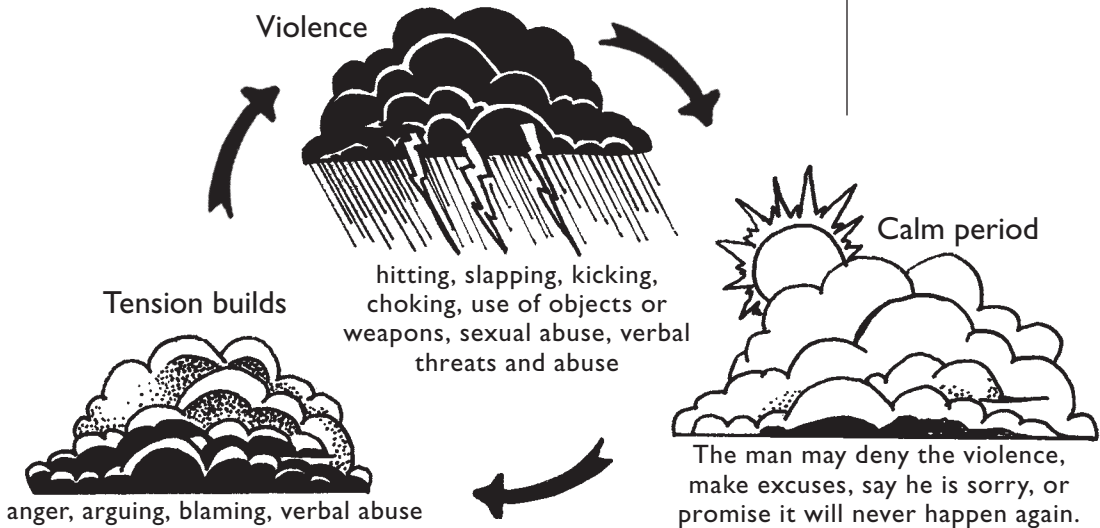 Violence
hitting, slapping, kicking,
choking, use of objects or
weapons, sexual abuse, verbal
threats and abuse
Calm period
The man may deny the violence,
make excuses, say he is sorry, or
promise it will never happen again.
Tension builds
anger, arguing, blaming, verbal abuse